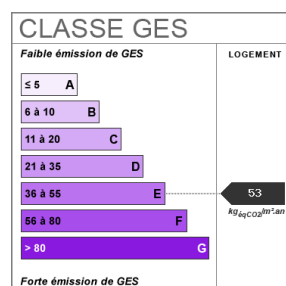 CLASSE GES
Faible émission de GES
LOGEMENT
≤ 5 A
6 à 10 B
11 à 20 C
21 à 35 D
36 à 55 E
53
kgéqCO2/m².an
56 à 80 F
> 80 G
Forte émission de GES